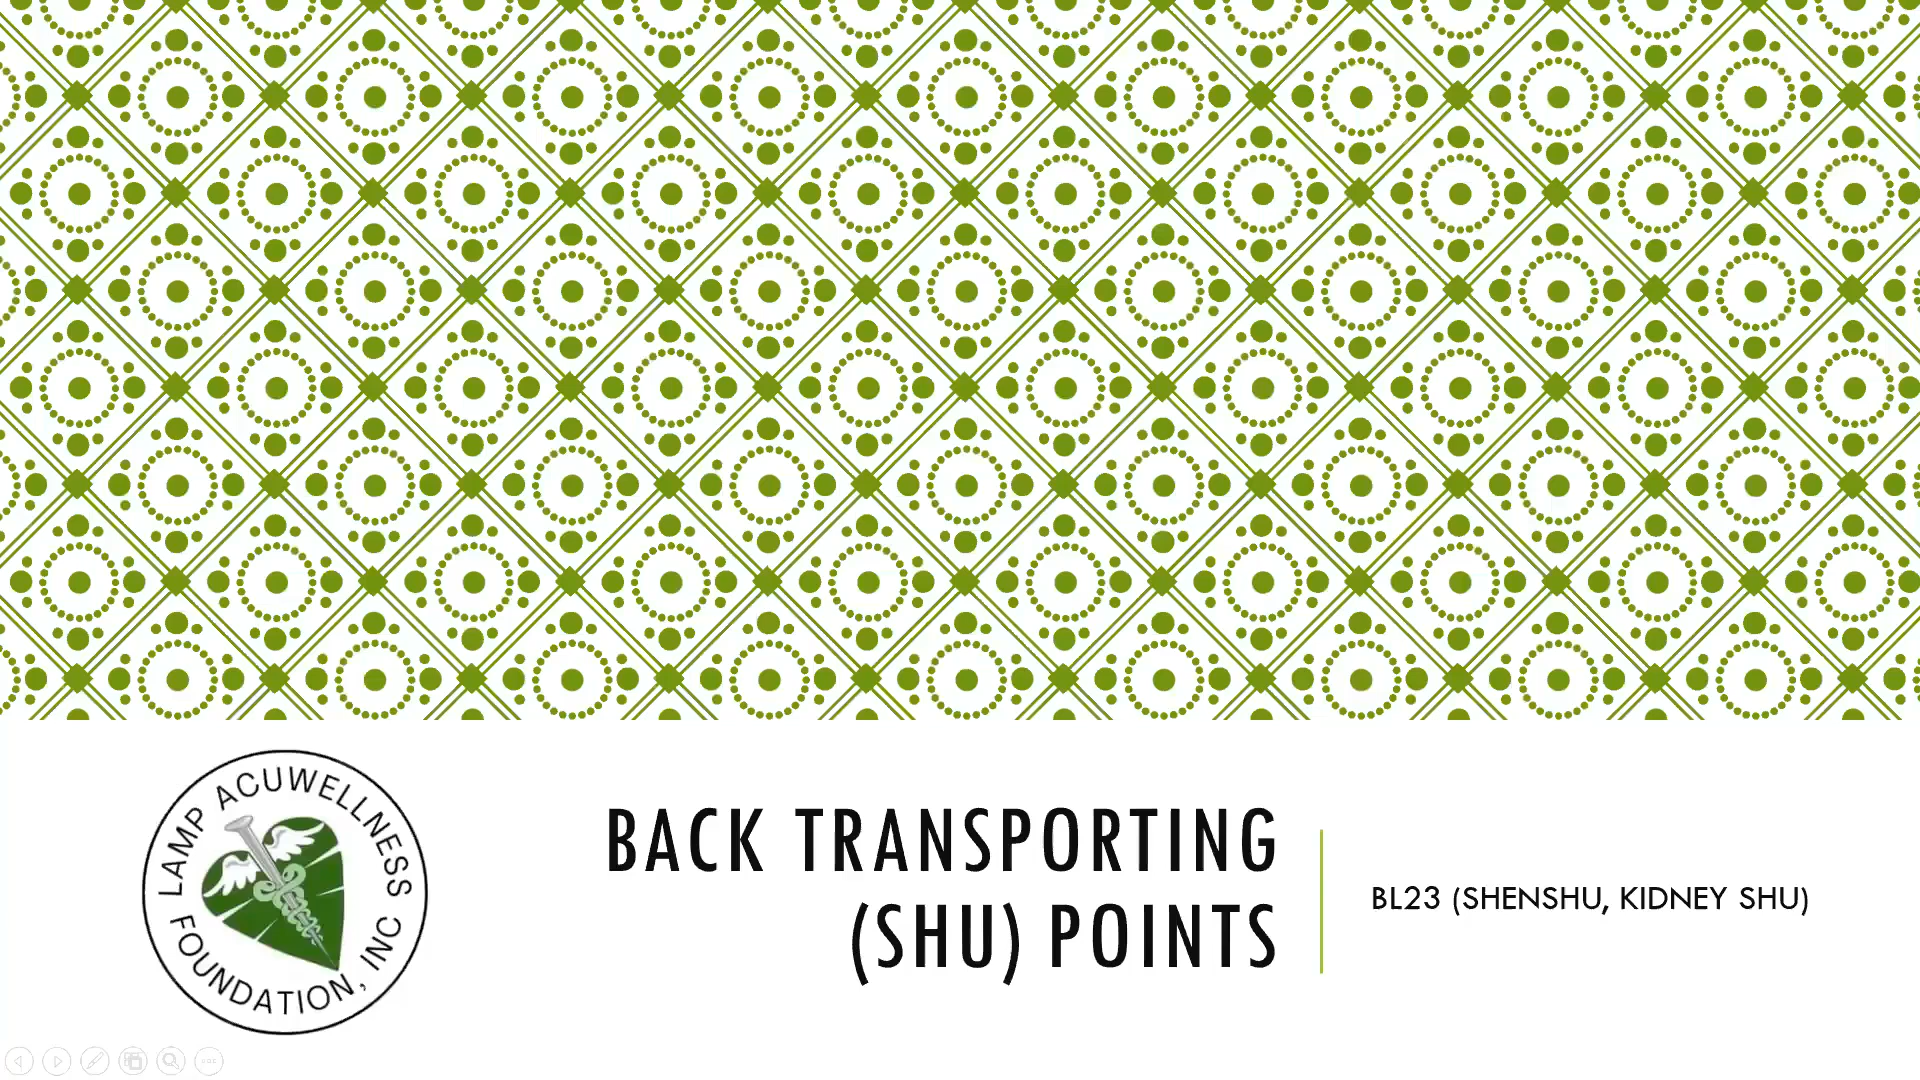 LAMP ACUWELLNESS
FOUNDATION, INC
BACK TRANSPORTING
(SHU) POINTS
BL23 (SHENSHU, KIDNEY SHU)